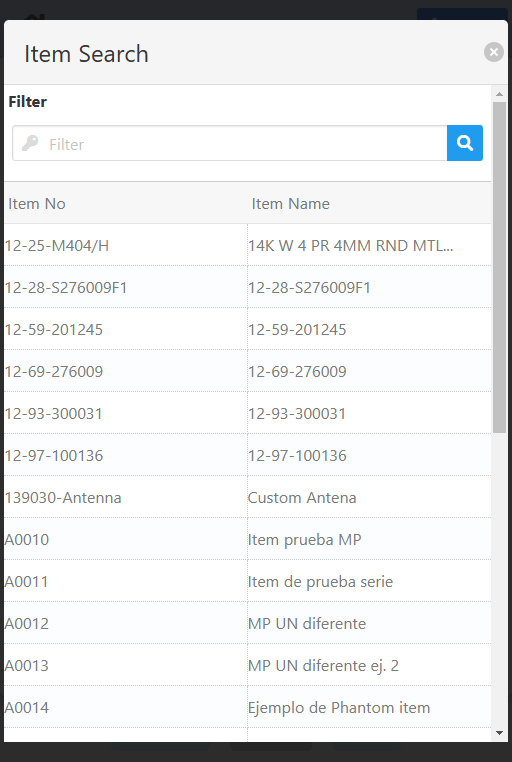 Item Search
Filter
Filter
Item No Item Name
12-25-M404/H 14K W 4 PR 4MM RND MTL...
12-28-S276009F1 12-28-S276009F1
12-59-201245 12-59-201245
12-69-276009 12-69-276009
12-93-300031 12-93-300031
12-97-100136 12-97-100136
139030-Antenna Custom Antena
A0010 Item prueba MP
A0011 Item de prueba serie
A0012 MP UN diferente
A0013 MP UN diferente ej. 2
A0014 Ejemplo de Phantom item